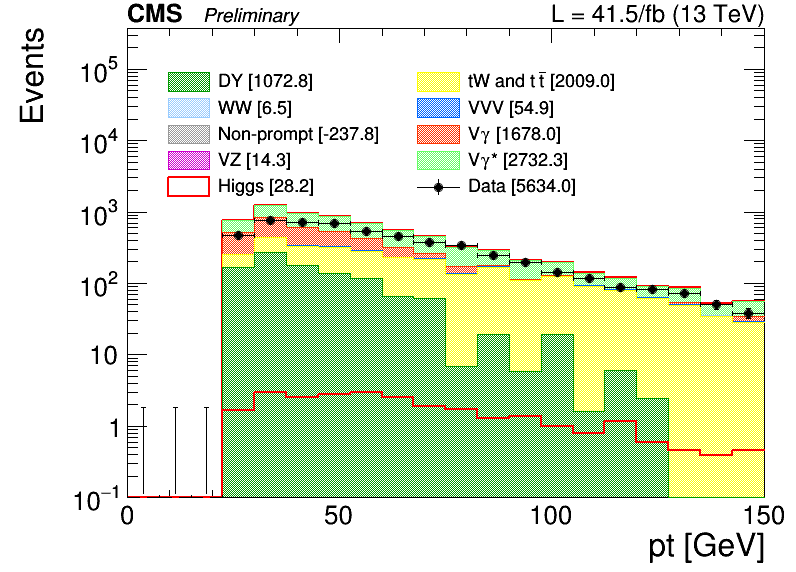 CMS Preliminary L = 41.5/fb (13 TeV)
Events
10⁵
10⁴
10³
10²
10
1
10⁻¹
DY [1072.8] tW and tt̅ [2009.0]
WW [6.5] VVV [54.9]
Non-prompt [-237.8] Vγ [1678.0]
VZ [14.3] Vγ* [2732.3]
Higgs [28.2] Data [5634.0]
0 50 100 150
pt [GeV]